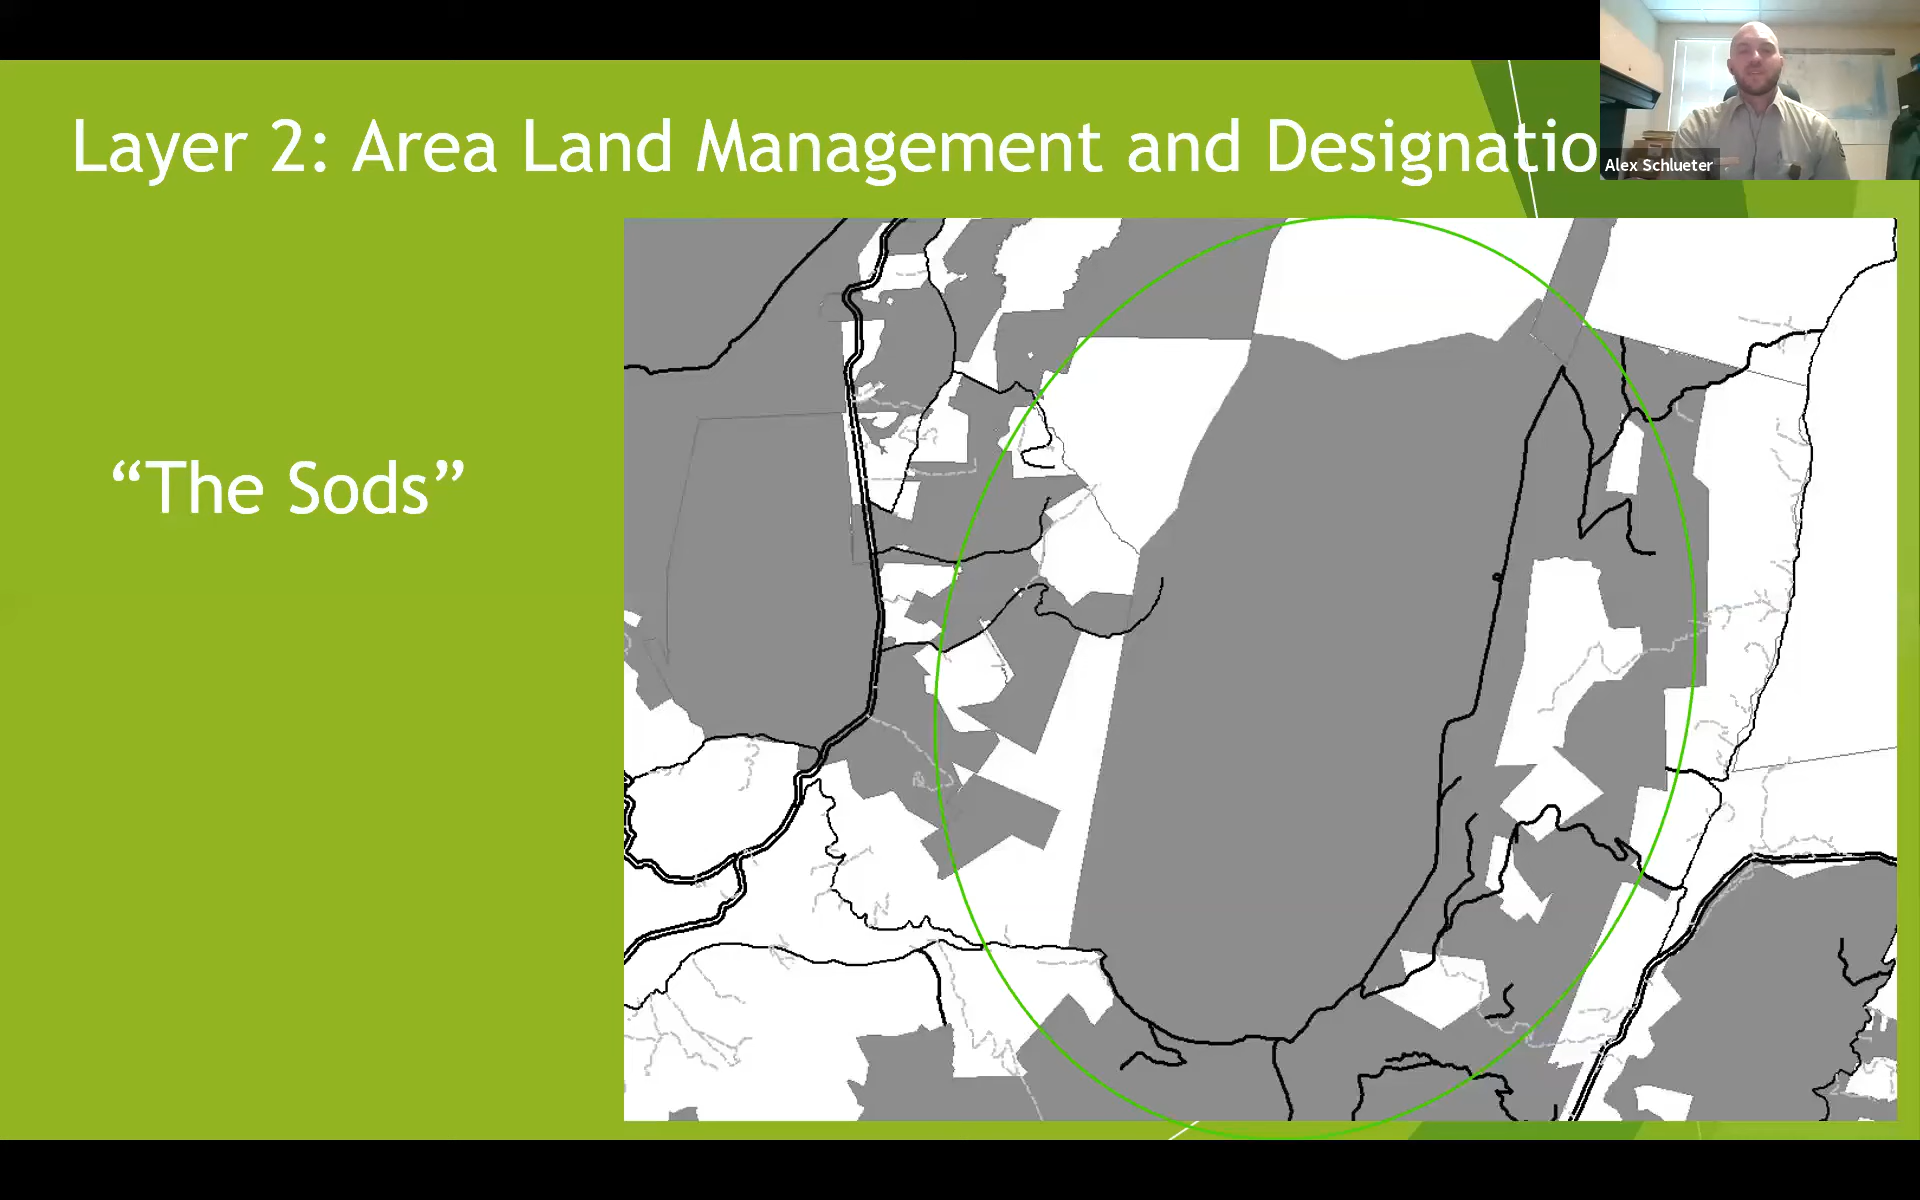 Layer 2: Area Land Management and Designatio
Alex Schlueter
“The Sods”